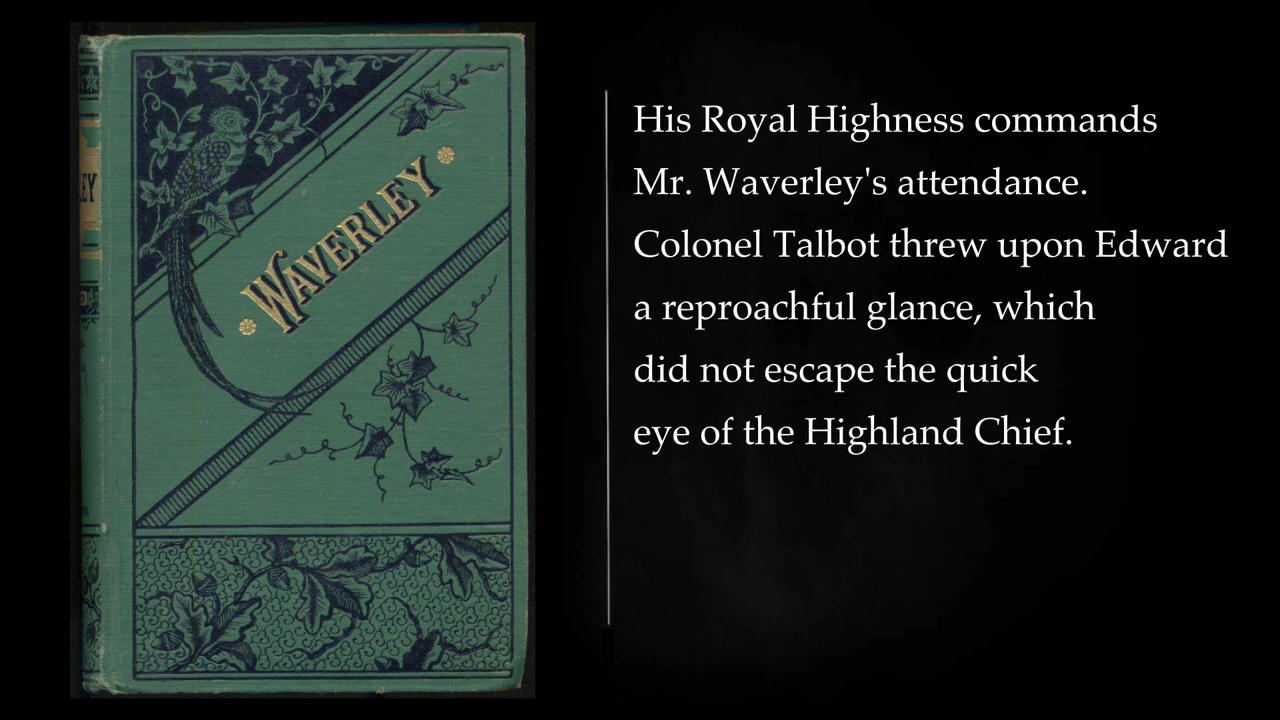 WAVERLEY
EY
His Royal Highness commands
Mr. Waverley's attendance.
Colonel Talbot threw upon Edward
a reproachful glance, which
did not escape the quick
eye of the Highland Chief.